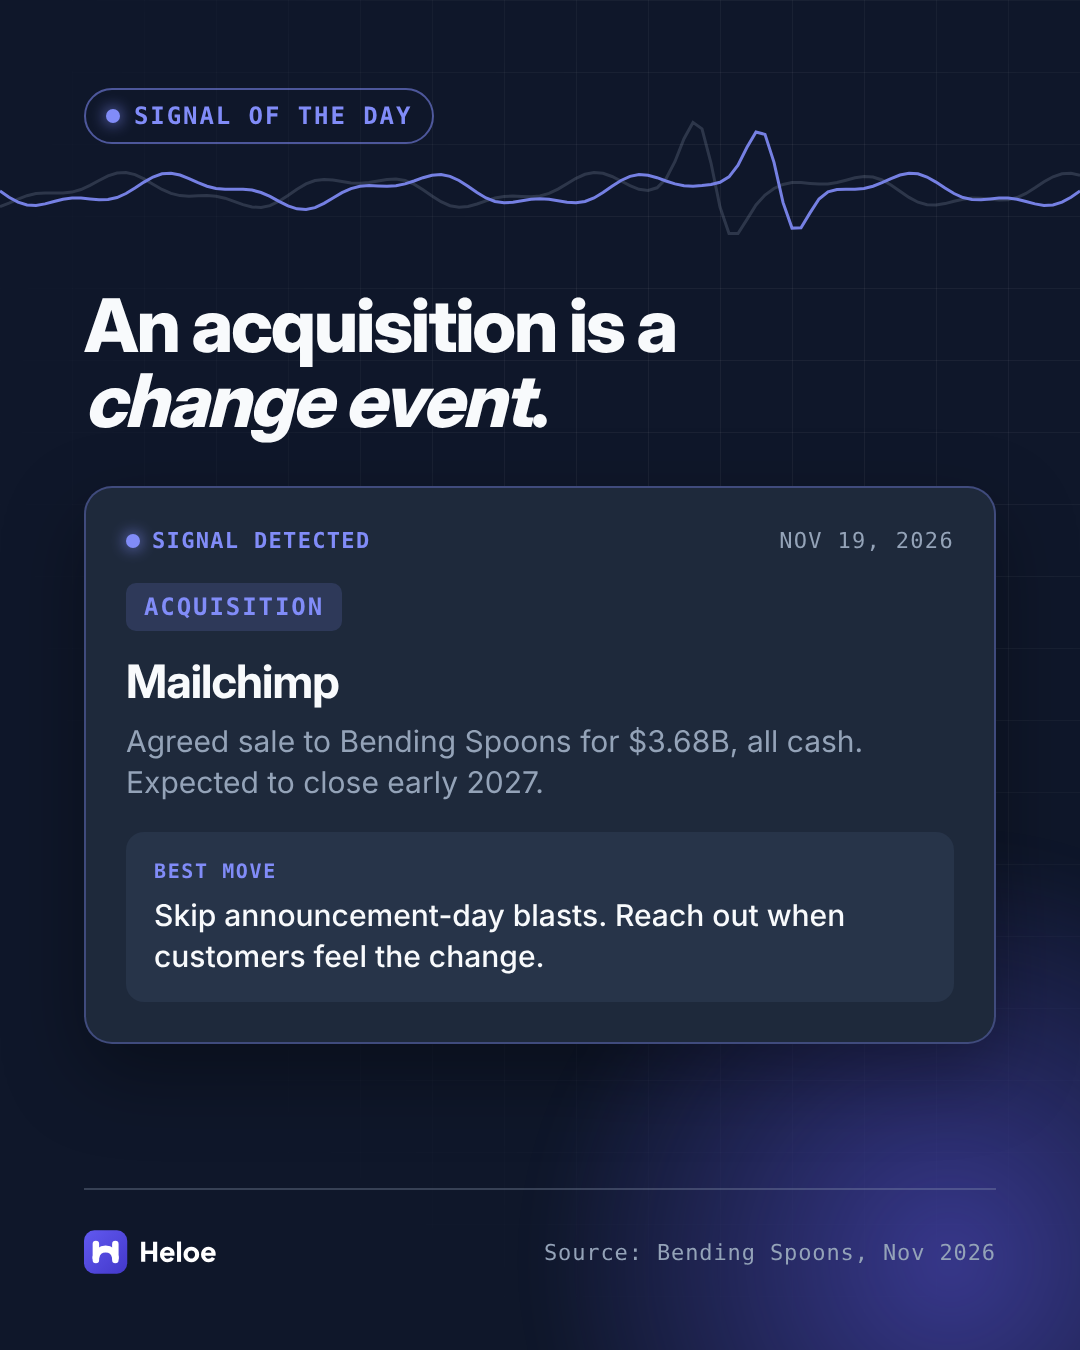 SIGNAL OF THE DAY
An acquisition is a
change event.
SIGNAL DETECTED
NOV 19, 2026
ACQUISITION
Mailchimp
Agreed sale to Bending Spoons for $3.68B, all cash.
Expected to close early 2027.
BEST MOVE
Skip announcement-day blasts. Reach out when
customers feel the change.
Heloe
Source: Bending Spoons, Nov 2026